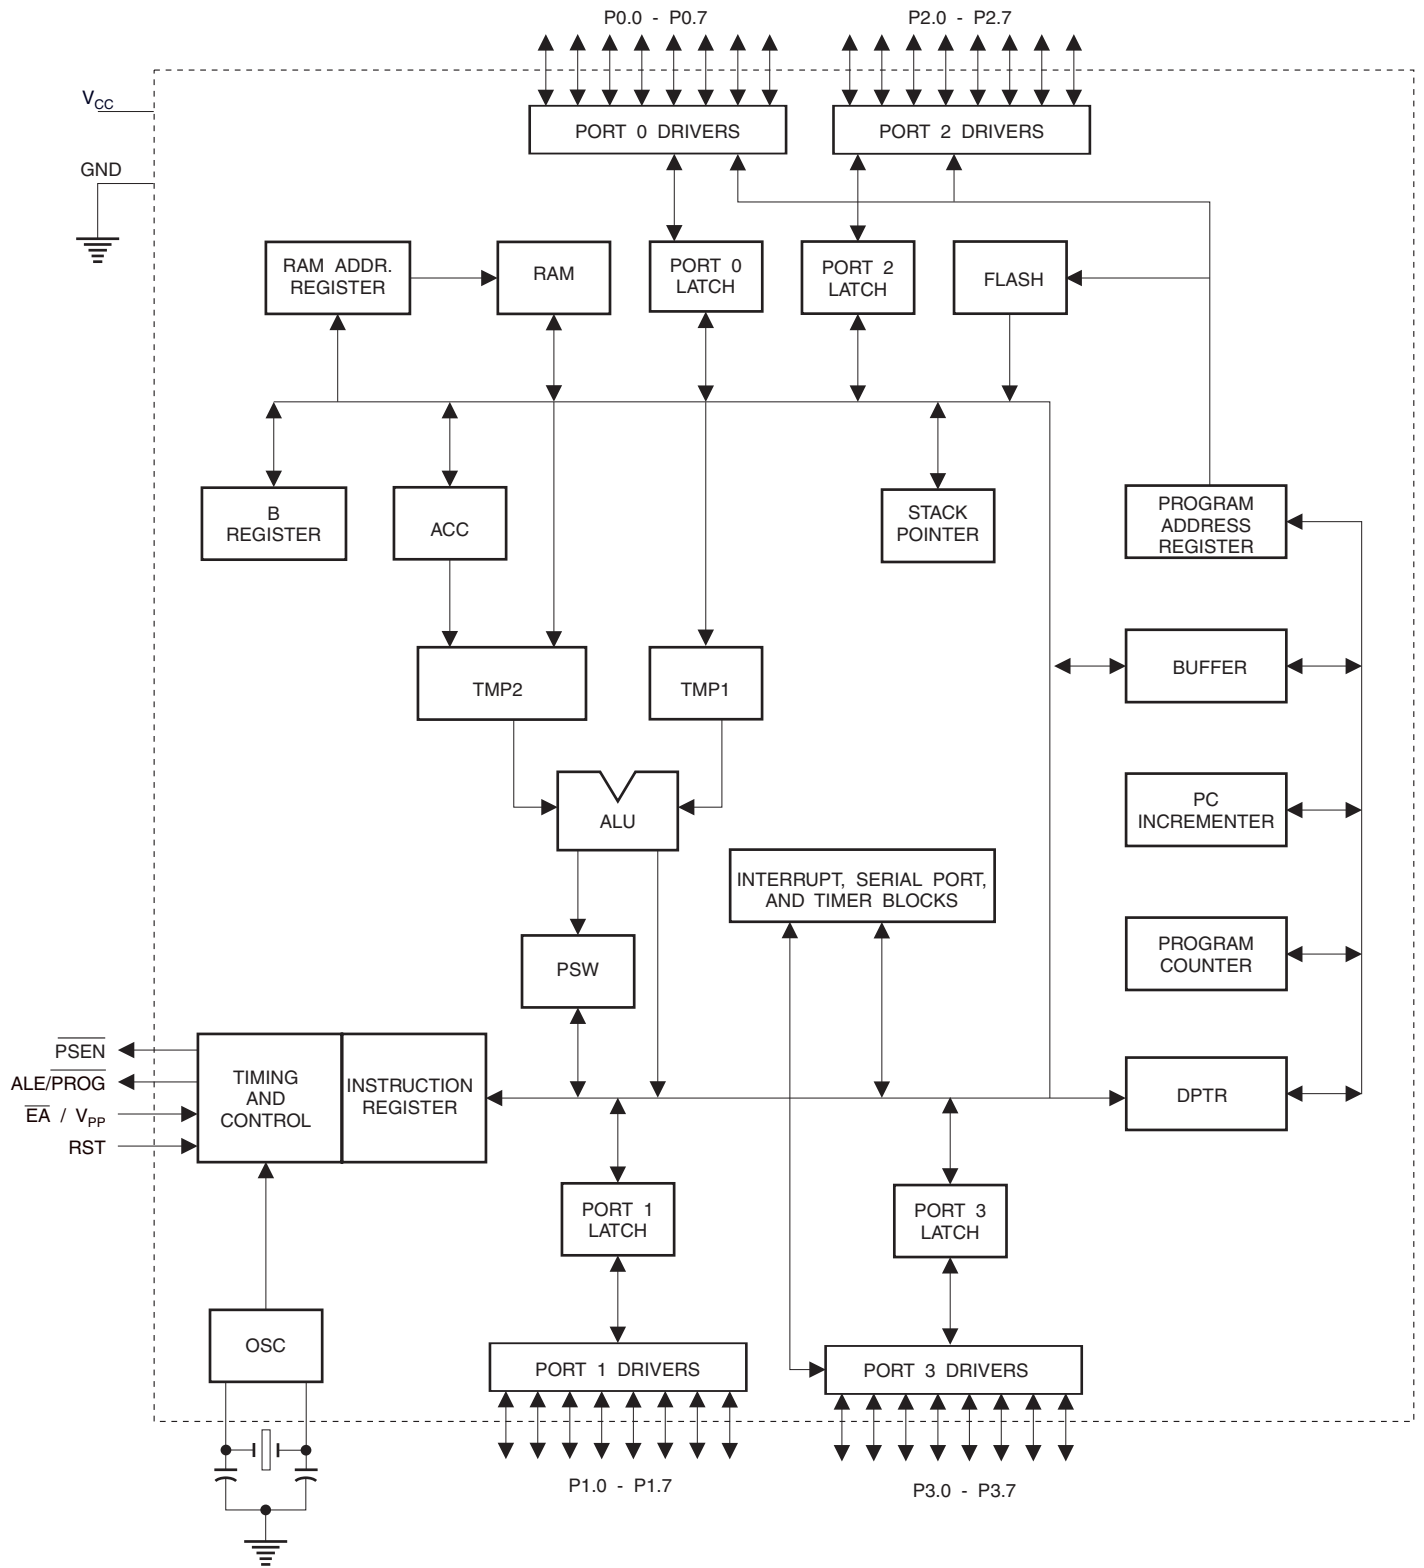 P0.0 - P0.7
P2.0 - P2.7
VCC
PORT 0 DRIVERS
PORT 2 DRIVERS
GND
RAM ADDR.
REGISTER
RAM
PORT 0
LATCH
PORT 2
LATCH
FLASH
B
REGISTER
ACC
STACK
POINTER
PROGRAM
ADDRESS
REGISTER
BUFFER
TMP2
TMP1
PC
INCREMENTER
ALU
INTERRUPT, SERIAL PORT,
AND TIMER BLOCKS
PROGRAM
COUNTER
PSW
PSEN
ALE/PROG
EA / VPP
RST
TIMING
AND
CONTROL
INSTRUCTION
REGISTER
DPTR
PORT 1
LATCH
PORT 3
LATCH
OSC
PORT 1 DRIVERS
PORT 3 DRIVERS
P1.0 - P1.7
P3.0 - P3.7